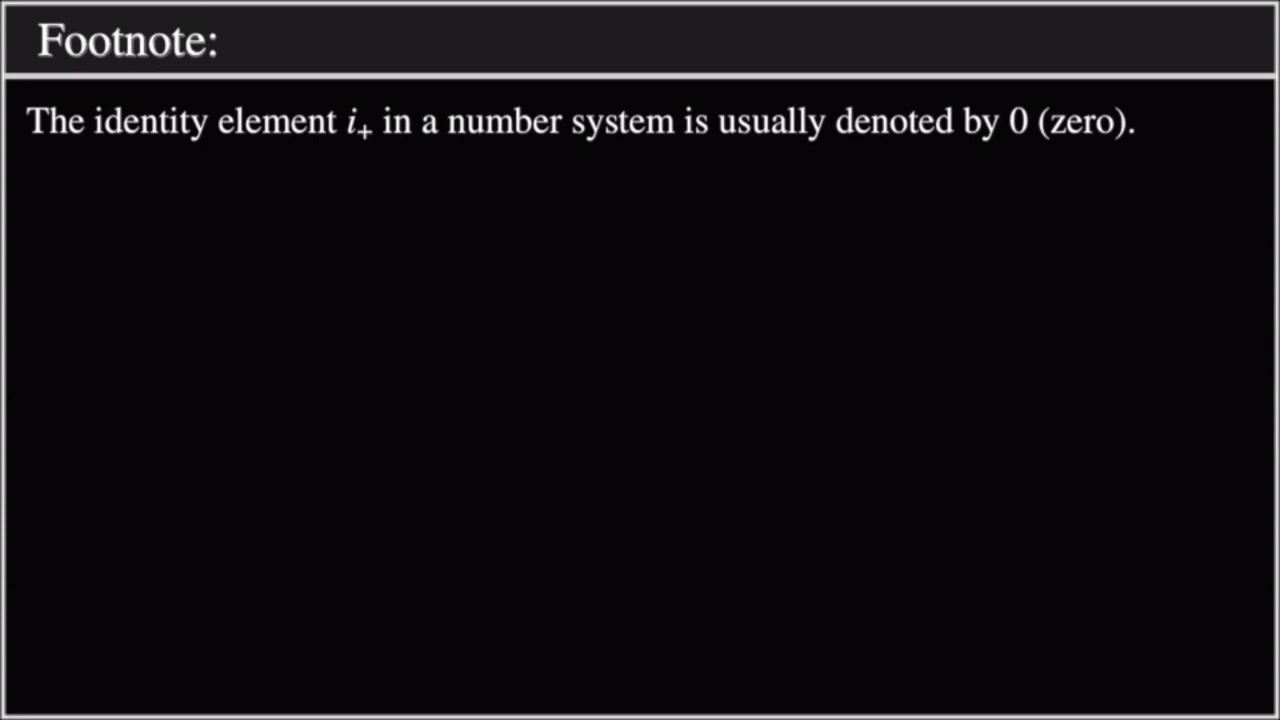 Footnote:
The identity element i₊ in a number system is usually denoted by 0 (zero).